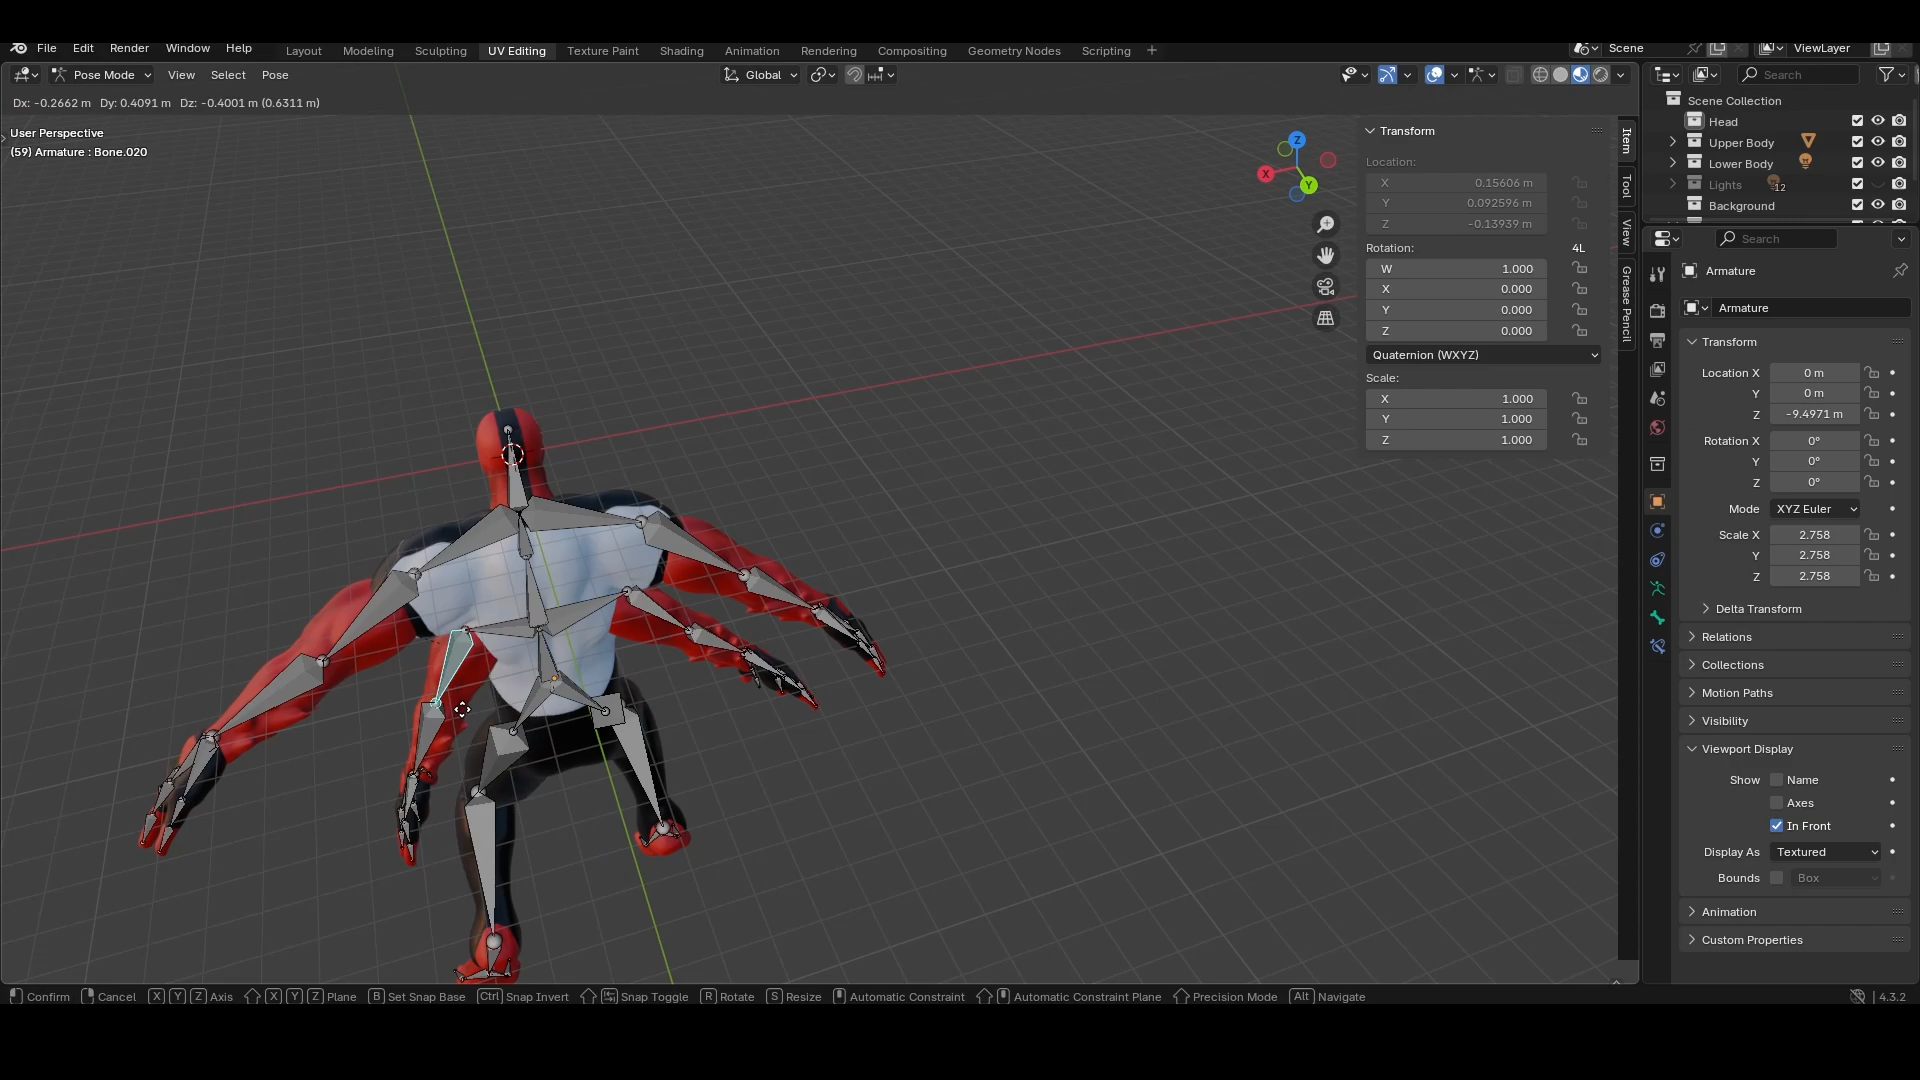 File Edit Render Window Help
Layout Modeling Sculpting UV Editing Texture Paint Shading Animation Rendering Compositing Geometry Nodes Scripting +
Scene ViewLayer
Pose Mode View Select Pose
Global
Search
Dx: -0.2662 m Dy: 0.4091 m Dz: -0.4001 m (0.6311 m)
User Perspective
(59) Armature : Bone.020
Z
X
Y
Transform
Location:
X 0.15606 m
Y 0.092596 m
Z -0.13939 m
Rotation: 4L
W 1.000
X 0.000
Y 0.000
Z 0.000
Quaternion (WXYZ)
Scale:
X 1.000
Y 1.000
Z 1.000
Item
Tool
View
Grease Pencil
Scene Collection
Head
Upper Body
Lower Body
Lights 12
Background
Search
Armature
Armature
Transform
Location X 0 m
Y 0 m
Z -9.4971 m
Rotation X 0°
Y 0°
Z 0°
Mode XYZ Euler
Scale X 2.758
Y 2.758
Z 2.758
Delta Transform
Relations
Collections
Motion Paths
Visibility
Viewport Display
Show Name
Axes
In Front
Display As Textured
Bounds Box
Animation
Custom Properties
Confirm Cancel X Y Z Axis X Y Z Plane B Set Snap Base Ctrl Snap Invert Snap Toggle R Rotate S Resize Automatic Constraint Automatic Constraint Plane Precision Mode Alt Navigate 4.3.2